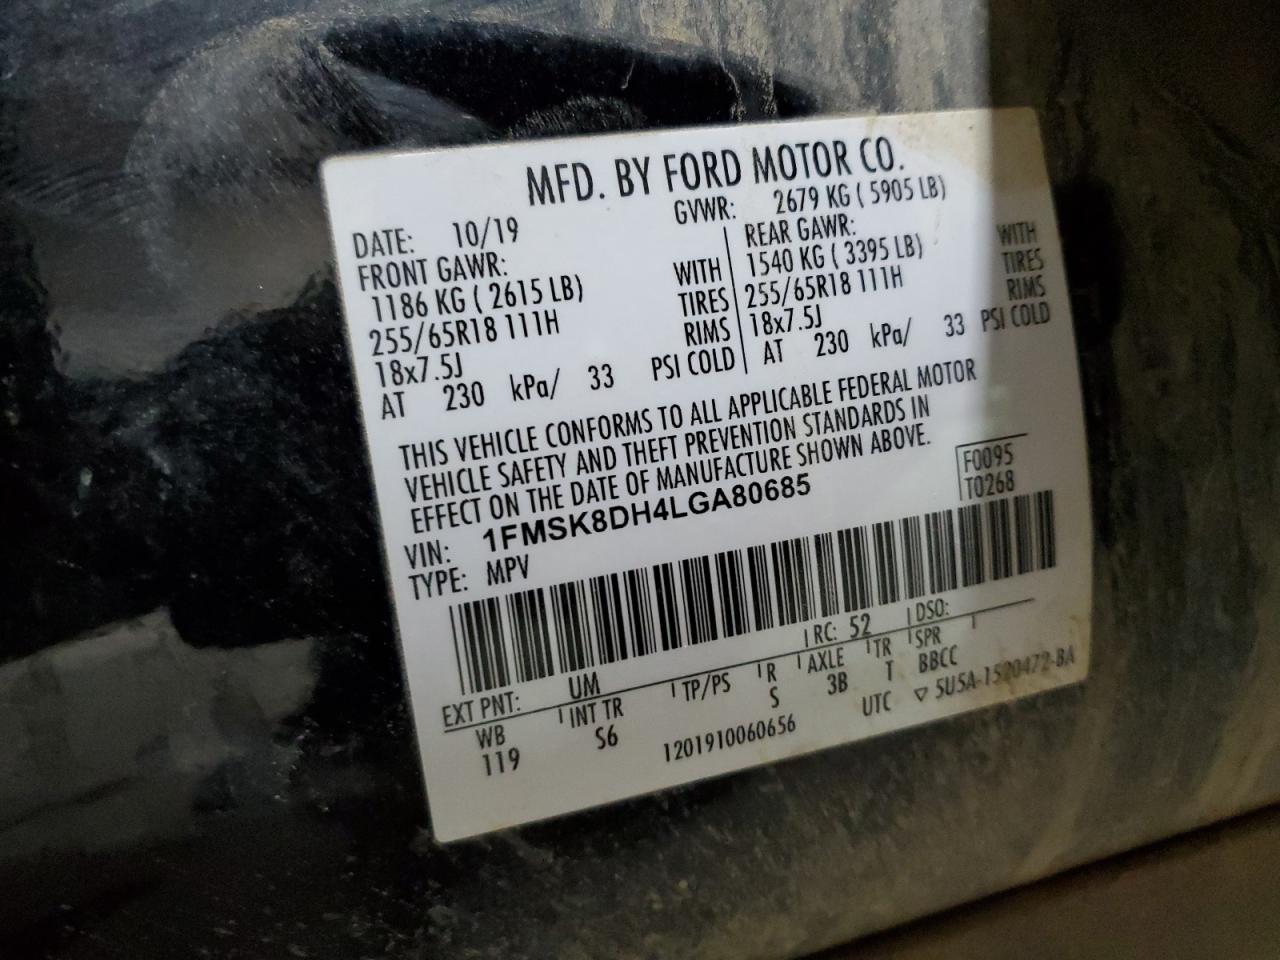 MFD. BY FORD MOTOR CO.
DATE: 10/19 GVWR: 2679 KG ( 5905 LB)
FRONT GAWR: REAR GAWR:
1186 KG ( 2615 LB) WITH 1540 KG ( 3395 LB) WITH
255/65R18 111H TIRES 255/65R18 111H TIRES
18x7.5J RIMS 18x7.5J RIMS
AT 230 kPa/ 33 PSI COLD AT 230 kPa/ 33 PSI COLD
THIS VEHICLE CONFORMS TO ALL APPLICABLE FEDERAL MOTOR
VEHICLE SAFETY AND THEFT PREVENTION STANDARDS IN
EFFECT ON THE DATE OF MANUFACTURE SHOWN ABOVE.
F0095
VIN: 1FMSK8DH4LGA80685 T0268
TYPE: MPV
EXT PNT: UM RC: 52 DSO:
WB INT TR TP/PS R AXLE TR SPR
119 S6 S 3B T BBCC
1201910060656 UTC ▽ 5U5A-1520472-BA